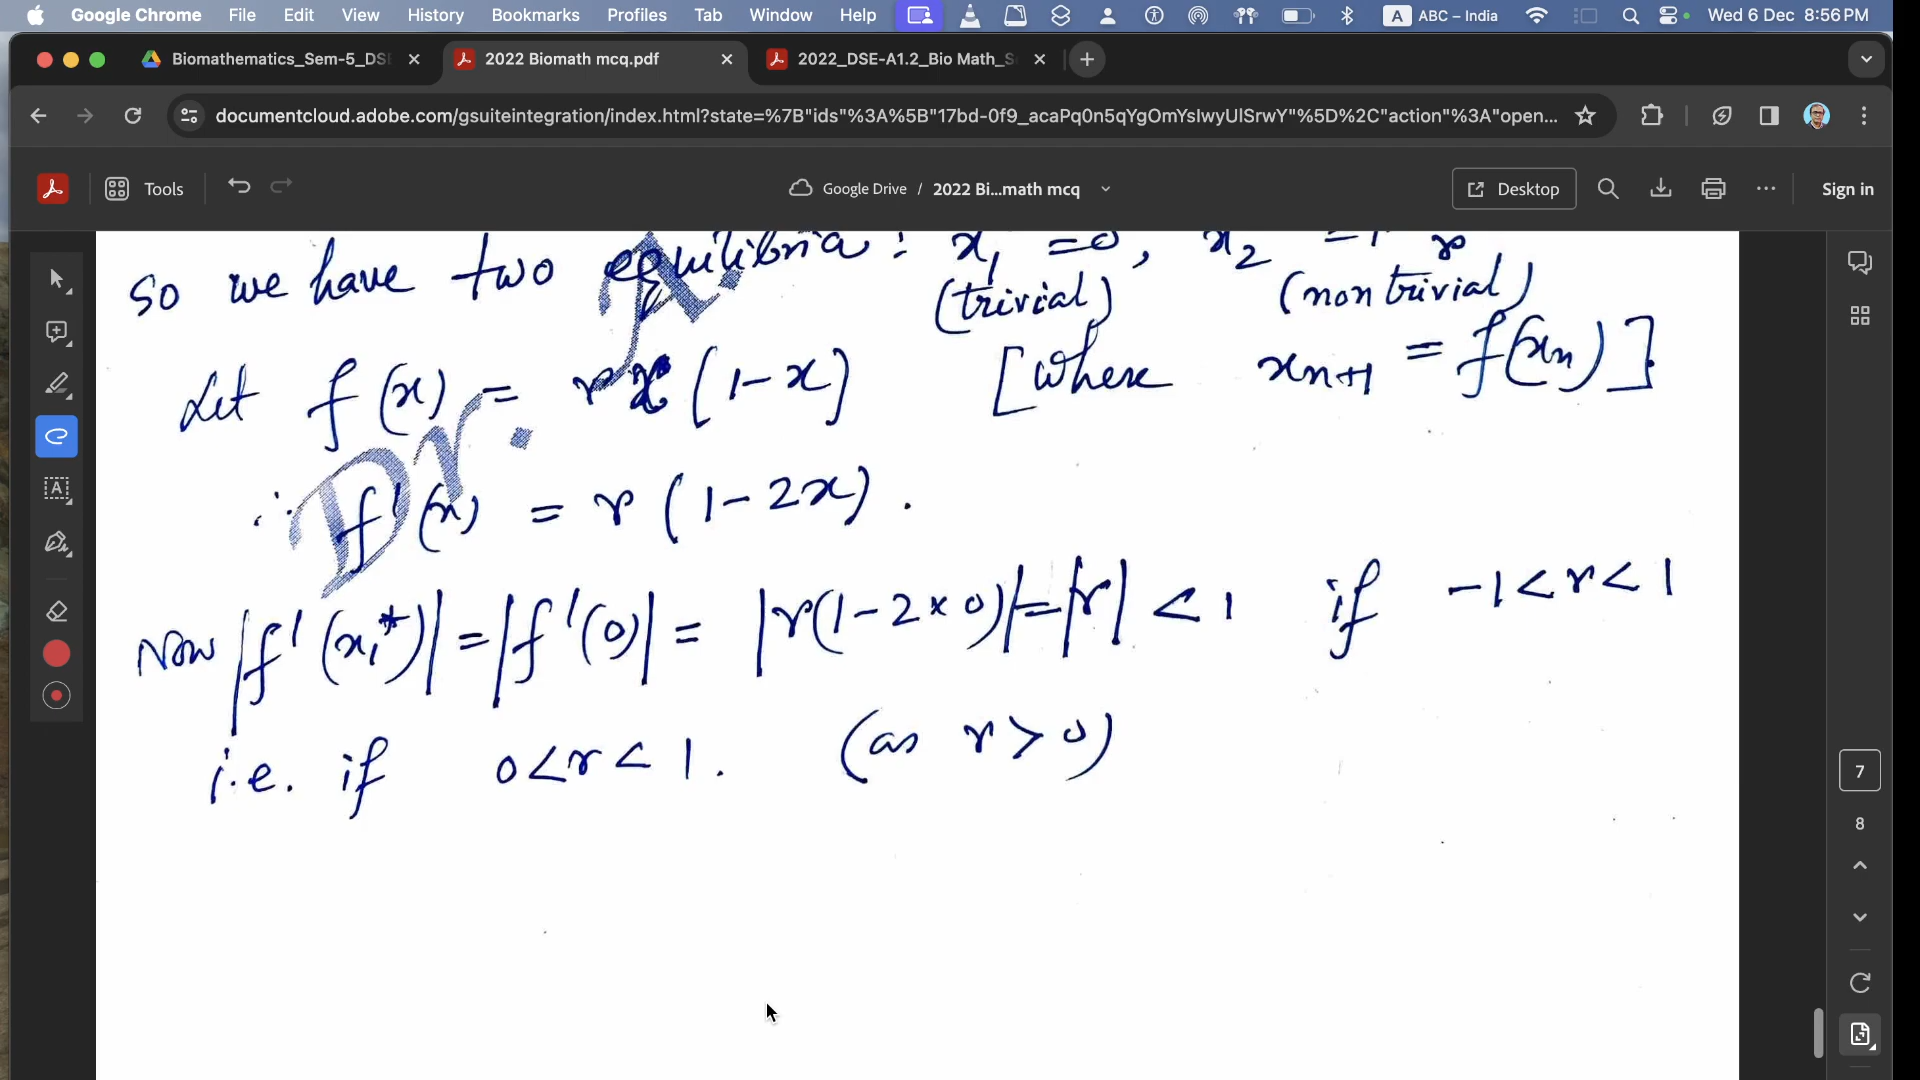 Google Chrome File Edit View History Bookmarks Profiles Tab Window Help A ABC – India Wed 6 Dec 8:56 PM
Biomathematics_Sem-5_DS 2022 Biomath mcq.pdf 2022_DSE-A1.2_Bio Math_S
documentcloud.adobe.com/gsuiteintegration/index.html?state=%7B"ids"%3A%5B"17bd-0f9_acaPq0n5qYgOmYsIwyUlSrwY"%5D%2C"action"%3A"open...
Tools Google Drive / 2022 Bi...math mcq Desktop Sign in
So we have two equilibria : x₁ = 0 , x₂ = 1 r
(trivial) (non trivial)
Let f(x) = rx(1-x) [where xn+1 = f(xn)]
∴ f'(x) = r(1-2x).
Now |f'(x₁*)| = |f'(0)| = |r(1-2×0)| = |r| < 1 if -1<r<1
i.e. if 0<r<1. (as r>0)
Dr. A.
7
8